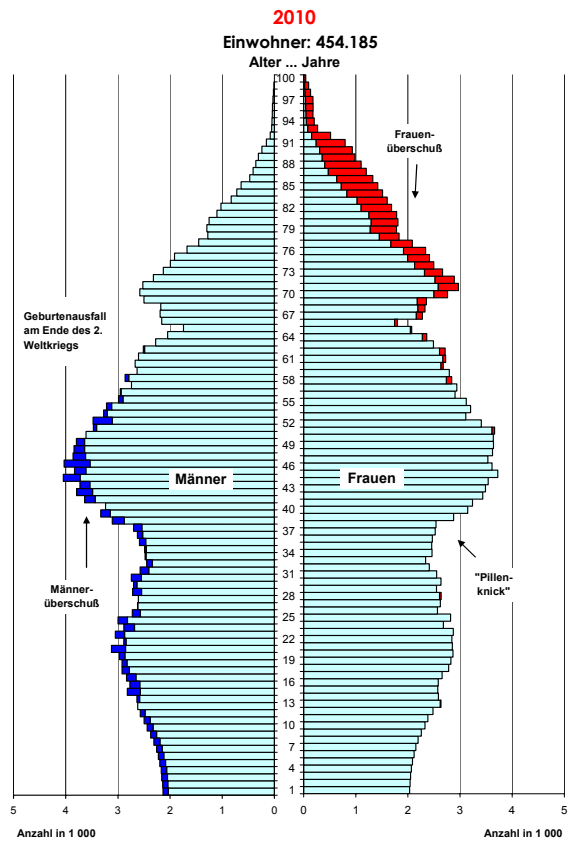 2010
Einwohner: 454.185
Alter ... Jahre
100
97
94
91
88
85
82
79
76
73
70
67
64
61
58
55
52
49
46
43
40
37
34
31
28
25
22
19
16
13
10
7
4
1
Frauen-
überschuß
Geburtenausfall
am Ende des 2.
Weltkriegs
Männer
Frauen
Männer-
überschuß
"Pillen-
knick"
5 4 3 2 1 0 0 1 2 3 4 5
Anzahl in 1 000 Anzahl in 1 000